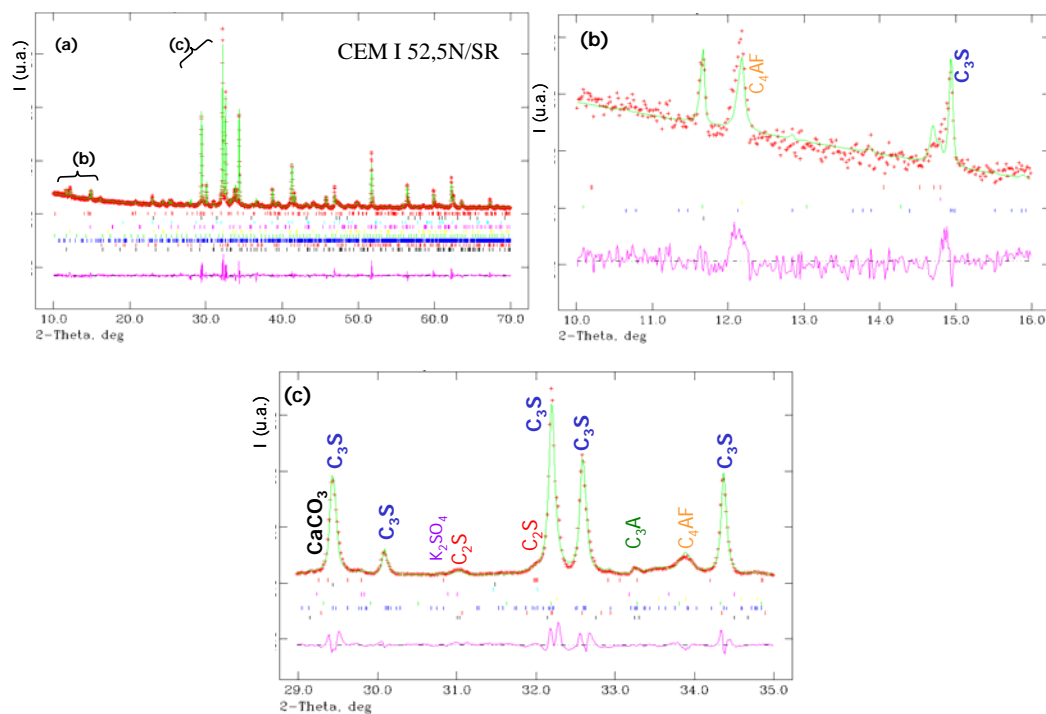 (a)
(c)
CEM I 52,5N/SR
I (u.a.)
(b)
10.0 20.0 30.0 40.0 50.0 60.0 70.0
2-Theta, deg
(b)
I (u.a.)
C₄AF
C₃S
10.0 11.0 12.0 13.0 14.0 15.0 16.0
2-Theta, deg
(c)
I (u.a.)
CaCO₃
C₃S
C₃S
K₂SO₄
C₂S
C₂S
C₃S
C₃S
C₃A
C₄AF
C₃S
29.0 30.0 31.0 32.0 33.0 34.0 35.0
2-Theta, deg